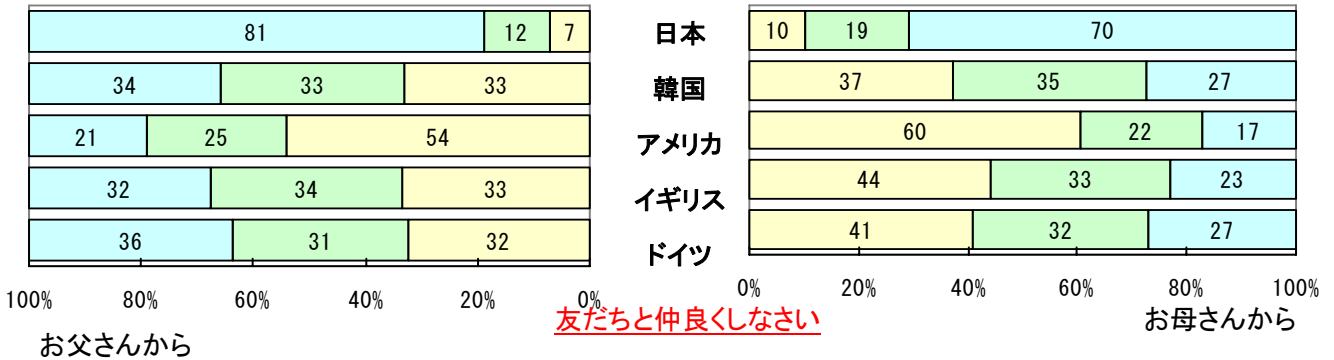 81 12 7 日本 10 19 70
34 33 33 韓国 37 35 27
21 25 54 アメリカ 60 22 17
32 34 33 イギリス 44 33 23
36 31 32 ドイツ 41 32 27
100% 80% 60% 40% 20% 0% 0% 20% 40% 60% 80% 100%
友だちと仲良くしなさい
お父さんから お母さんから